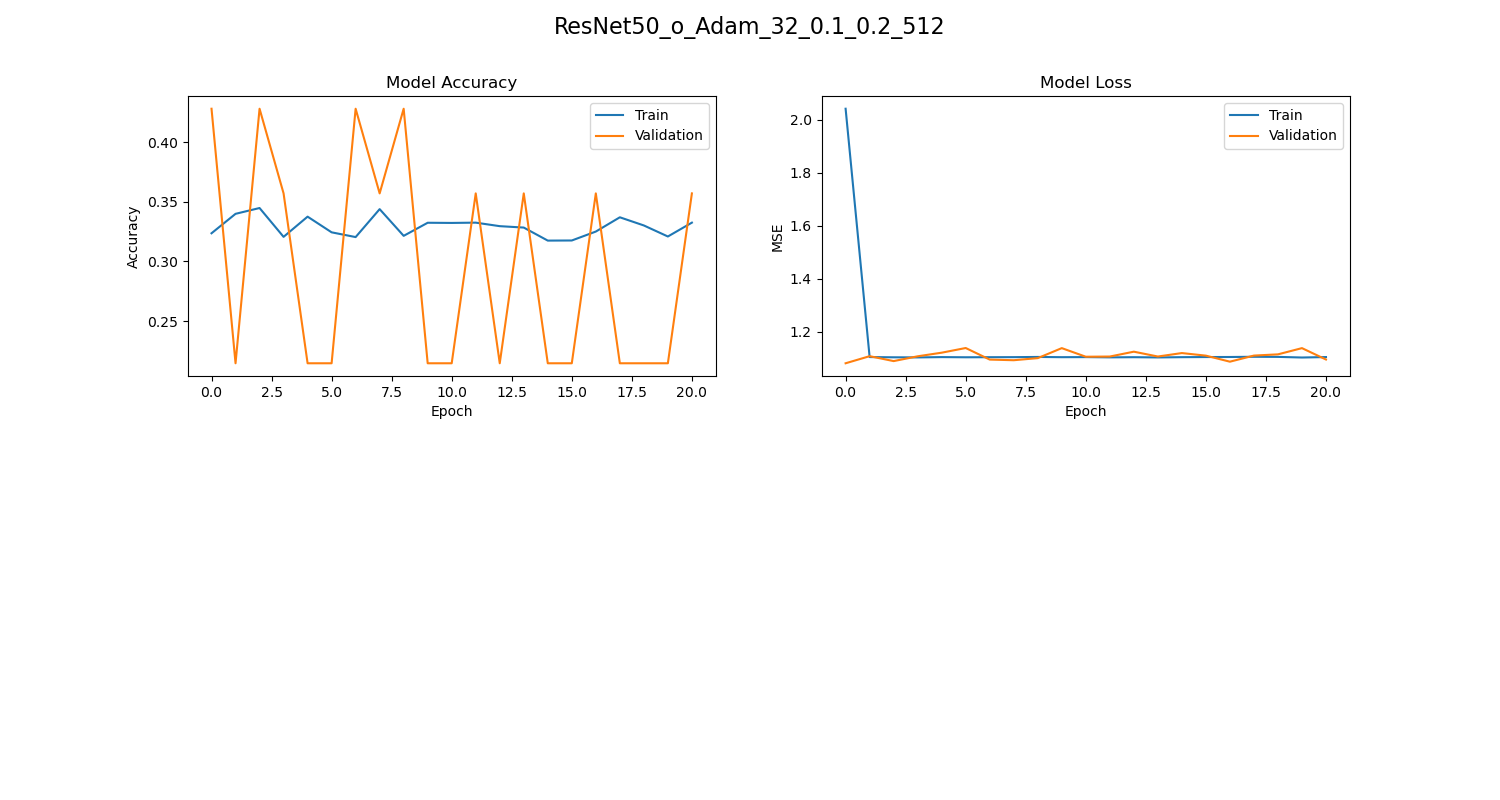 ResNet50_o_Adam_32_0.1_0.2_512
Model Accuracy
Train
Validation
Accuracy
0.40
0.35
0.30
0.25
0.0 2.5 5.0 7.5 10.0 12.5 15.0 17.5 20.0
Epoch
Model Loss
Train
Validation
MSE
2.0
1.8
1.6
1.4
1.2
0.0 2.5 5.0 7.5 10.0 12.5 15.0 17.5 20.0
Epoch